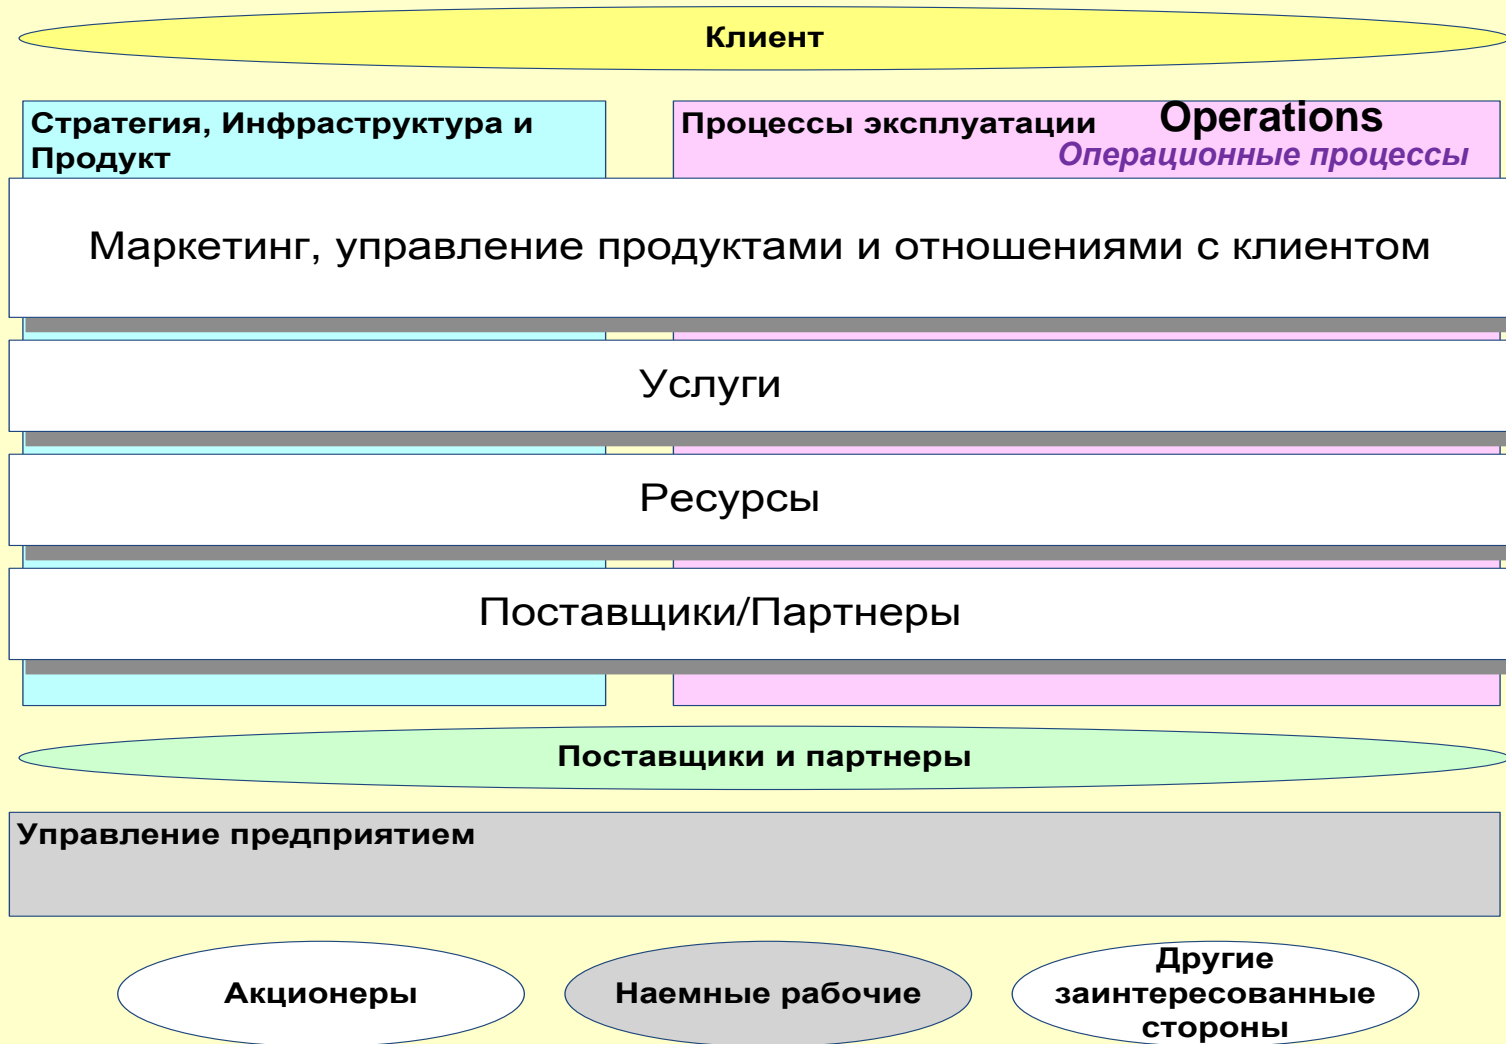 Клиент
Стратегия, Инфраструктура и
Продукт
Процессы эксплуатации
Operations
Операционные процессы
Маркетинг, управление продуктами и отношениями с клиентом
Услуги
Ресурсы
Поставщики/Партнеры
Поставщики и партнеры
Управление предприятием
Акционеры
Наемные рабочие
Другие
заинтересованные
стороны